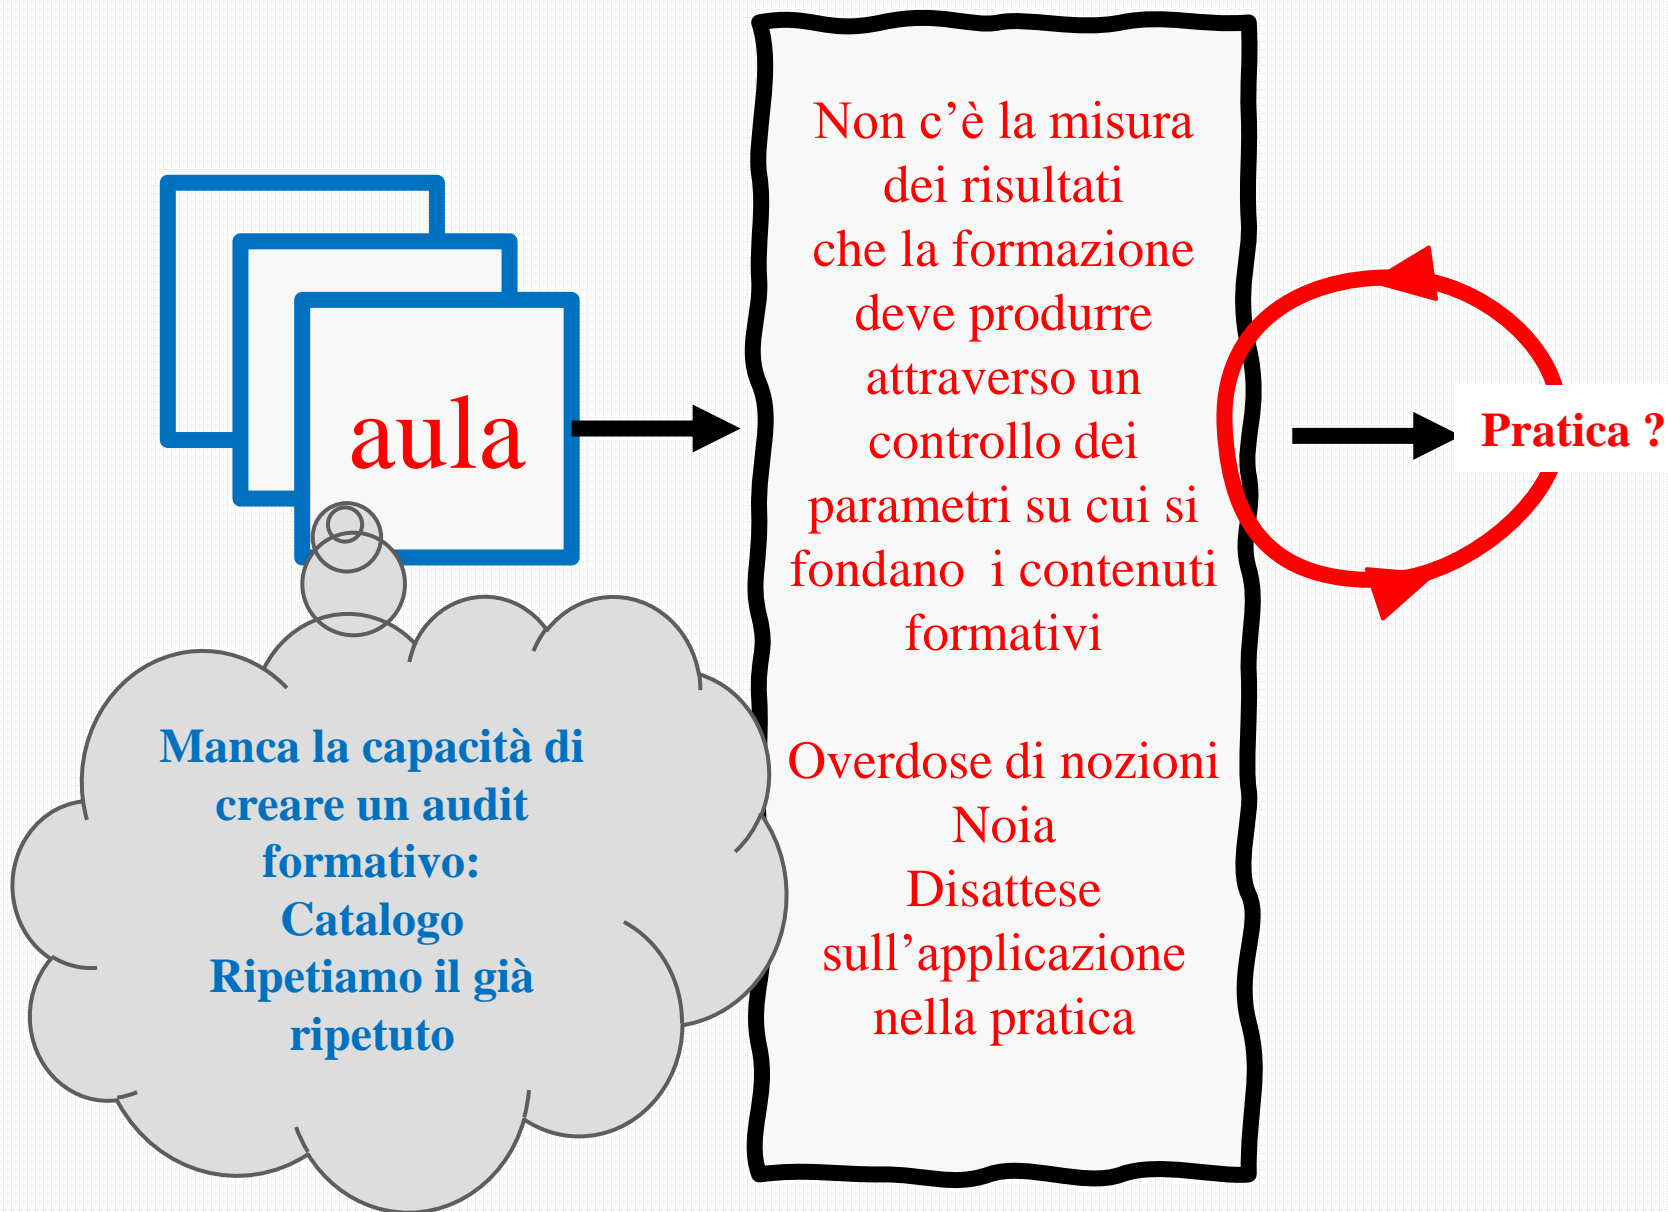 aula
Manca la capacità di
creare un audit
formativo:
Catalogo
Ripetiamo il già
ripetuto
Non c’è la misura
dei risultati
che la formazione
deve produrre
attraverso un
controllo dei
parametri su cui si
fondano  i contenuti
formativi
Overdose di nozioni
Noia
Disattese
sull’applicazione
nella pratica
Pratica ?